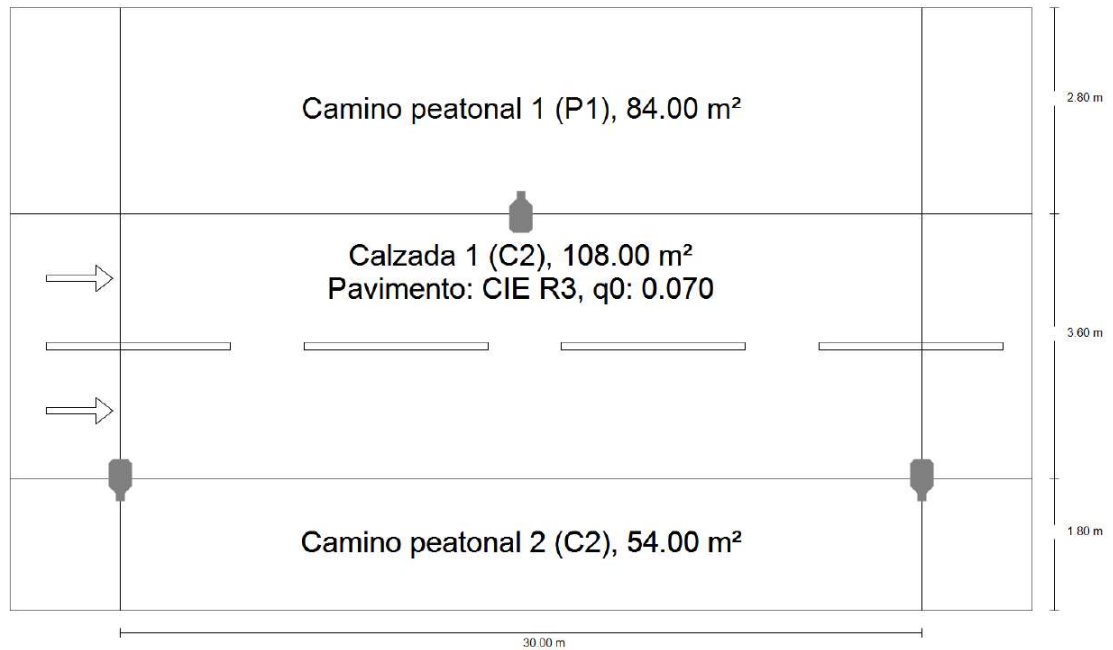 Camino peatonal 1 (P1), 84.00 m²
2.80 m
Calzada 1 (C2), 108.00 m²
Pavimento: CIE R3, q0: 0.070
3.60 m
Camino peatonal 2 (C2), 54.00 m²
1.80 m
30.00 m